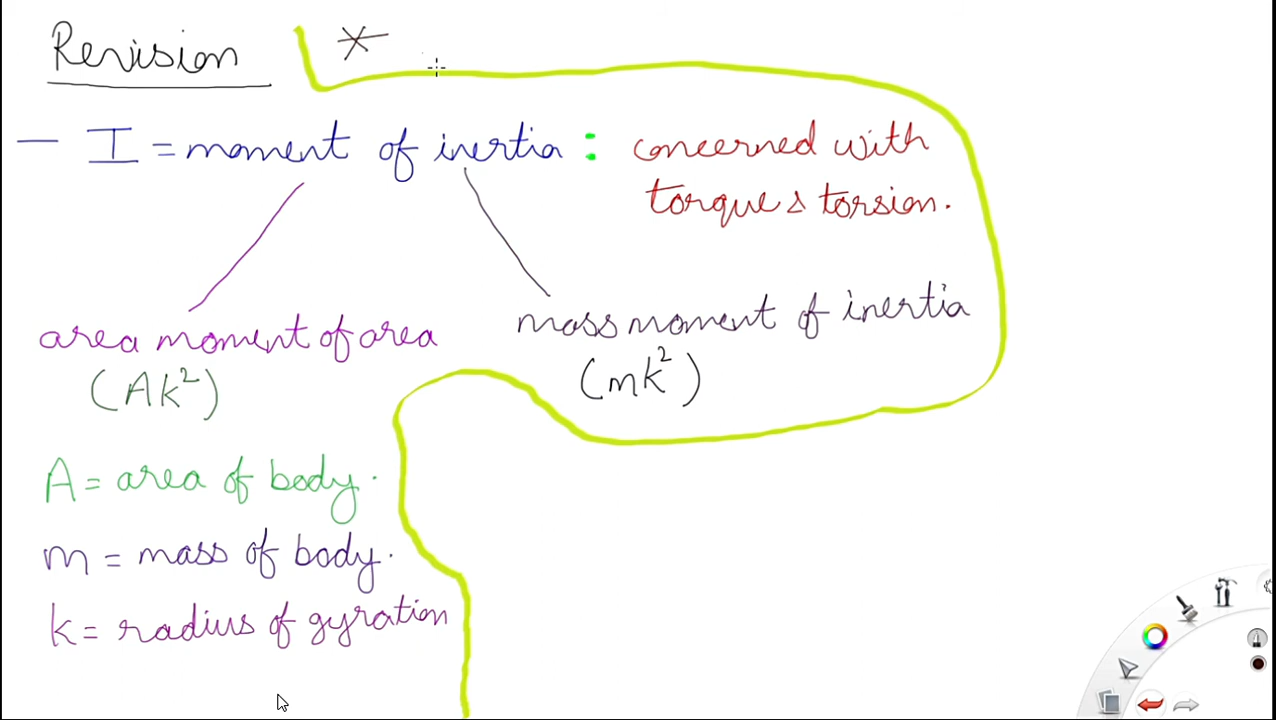 Revision *
— I = moment of inertia : concerned with
torque & torsion.
area moment of area
(Ak²)
mass moment of inertia
(mk²)
A = area of body.
m = mass of body.
k = radius of gyration